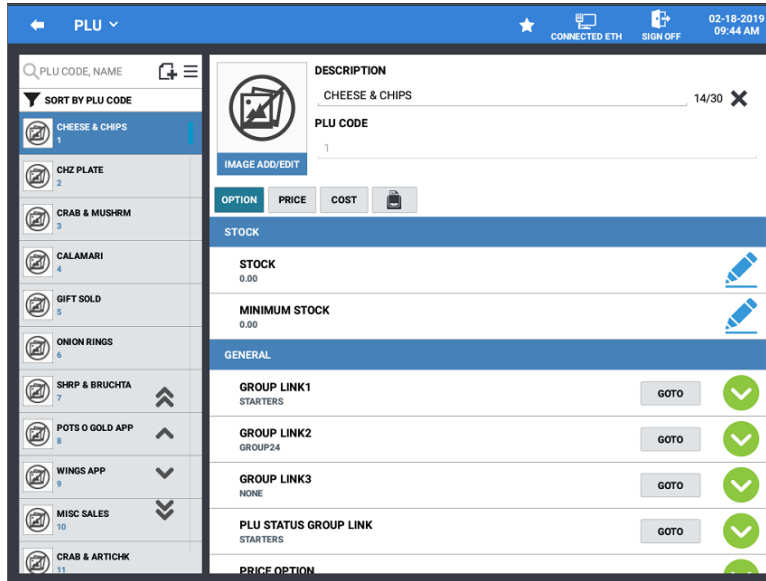 PLU
CONNECTED ETH
SIGN OFF
02-18-2019
09:44 AM
PLU CODE, NAME
SORT BY PLU CODE
CHEESE & CHIPS
1
CHZ PLATE
2
CRAB & MUSHRM
3
CALAMARI
4
GIFT SOLD
5
ONION RINGS
6
SHRP & BRUCHTA
7
POTS O GOLD APP
8
WINGS APP
9
MISC SALES
10
CRAB & ARTICHK
11
IMAGE ADD/EDIT
DESCRIPTION
CHEESE & CHIPS
14/30
PLU CODE
1
OPTION
PRICE
COST
STOCK
STOCK
0.00
MINIMUM STOCK
0.00
GENERAL
GROUP LINK1
STARTERS
GOTO
GROUP LINK2
GROUP24
GOTO
GROUP LINK3
NONE
GOTO
PLU STATUS GROUP LINK
STARTERS
GOTO
PRICE OPTION